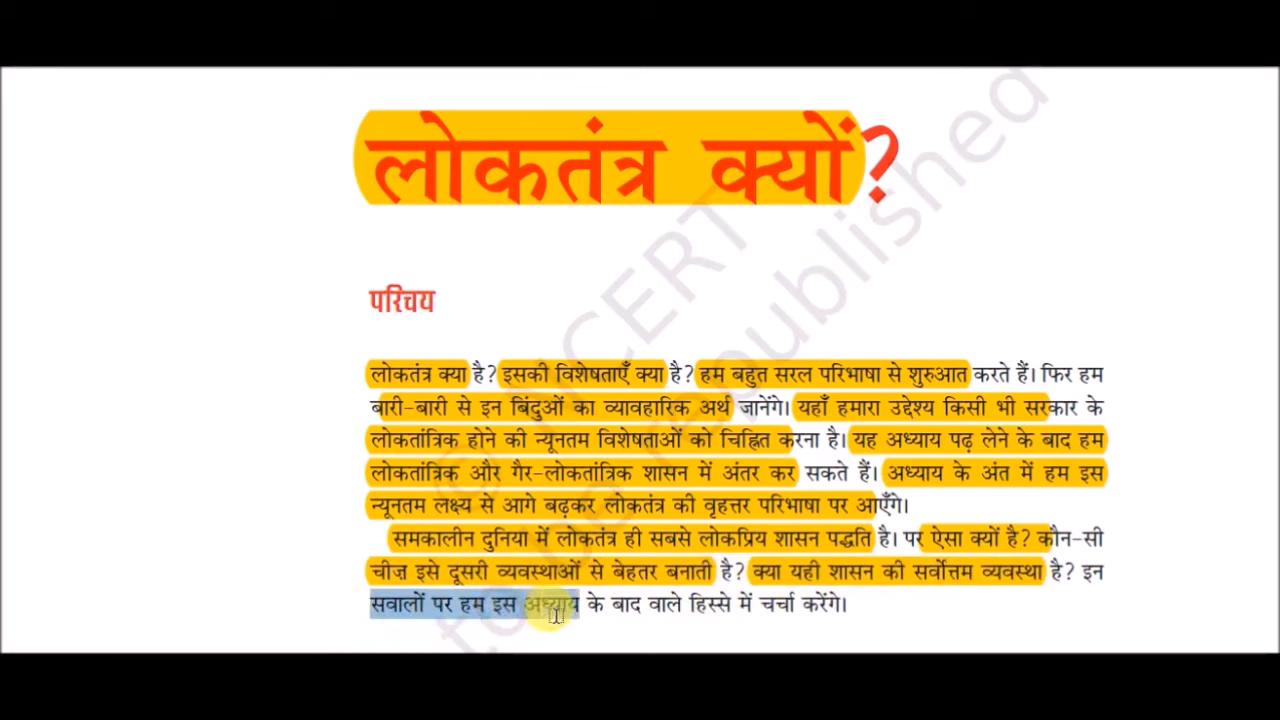 लोकतंत्र क्यों?
परिचय
लोकतंत्र क्या है? इसकी विशेषताएँ क्या है? हम बहुत सरल परिभाषा से शुरुआत करते हैं। फिर हम
बारी-बारी से इन बिंदुओं का व्यावहारिक अर्थ जानेंगे। यहाँ हमारा उद्देश्य किसी भी सरकार के
लोकतांत्रिक होने की न्यूनतम विशेषताओं को चिह्नित करना है। यह अध्याय पढ़ लेने के बाद हम
लोकतांत्रिक और गैर-लोकतांत्रिक शासन में अंतर कर सकते हैं। अध्याय के अंत में हम इस
न्यूनतम लक्ष्य से आगे बढ़कर लोकतंत्र की वृहत्तर परिभाषा पर आएँगे।
समकालीन दुनिया में लोकतंत्र ही सबसे लोकप्रिय शासन पद्धति है। पर ऐसा क्यों है? कौन-सी
चीज़ इसे दूसरी व्यवस्थाओं से बेहतर बनाती है? क्या यही शासन की सर्वोत्तम व्यवस्था है? इन
सवालों पर हम इस अध्याय के बाद वाले हिस्से में चर्चा करेंगे।
© NCERT
to be republished